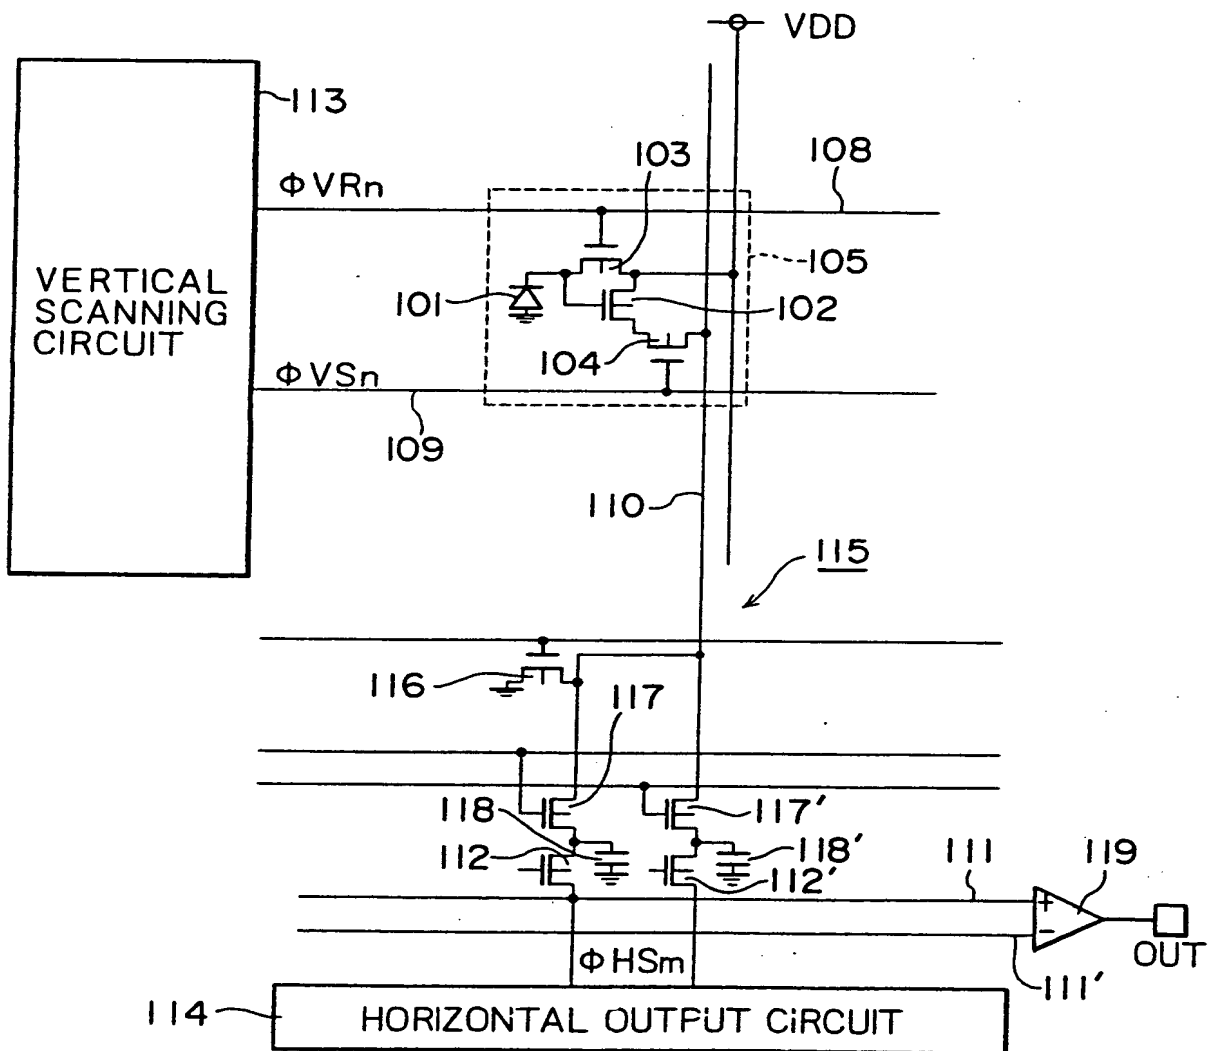 VDD
113
103
108
ΦVRn
VERTICAL
SCANNING
CIRCUIT
105
101
102
104
ΦVSn
109
110
115
116
117
118
117'
112
118'
112'
111
119
+
-
OUT
ΦHSm
111'
114
HORIZONTAL OUTPUT CIRCUIT